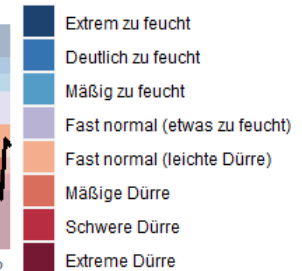 Extrem zu feucht
Deutlich zu feucht
Mäßig zu feucht
Fast normal (etwas zu feucht)
Fast normal (leichte Dürre)
Mäßige Dürre
Schwere Dürre
Extreme Dürre